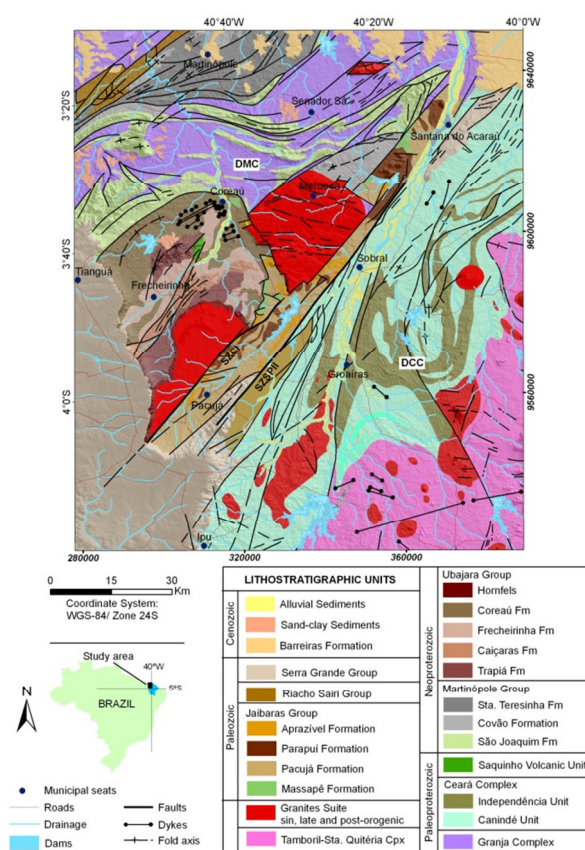 40°40'W 40°20'W 40°0'W
Martinópole
9640000
3°20'S
Senador Sá
Santana do Acaraú
DMC
Meruoca
Coreaú
9600000
3°40'S
Sobral
Tianguá
Frecheirinha
SZCI
DCC
SZSPII
Groaíras
9560000
4°0'S
Pacujá
Ipu
280000 320000 360000
0 15 30
Km
Coordinate System:
WGS-84/ Zone 24S
Study area
40°W
5°S
BRAZIL
N
Municipal seats
Roads
Drainage
Dams
Faults
Dykes
Fold axis
LITHOSTRATIGRAPHIC UNITS
Cenozoic
Alluvial Sediments
Sand-clay Sediments
Barreiras Formation
Paleozoic
Serra Grande Group
Riacho Sairi Group
Jaibaras Group
Aprazível Formation
Parapuí Formation
Pacujá Formation
Massapê Formation
Granites Suite
sin, late and post-orogenic
Tamboril-Sta. Quitéria Cpx
Neoproterozoic
Ubajara Group
Hornfels
Coreaú Fm
Frecheirinha Fm
Caiçaras Fm
Trapiá Fm
Martinópole Group
Sta. Teresinha Fm
Covão Formation
São Joaquim Fm
Paleoproterozoic
Saquinho Volcanic Unit
Ceará Complex
Independência Unit
Canindé Unit
Granja Complex